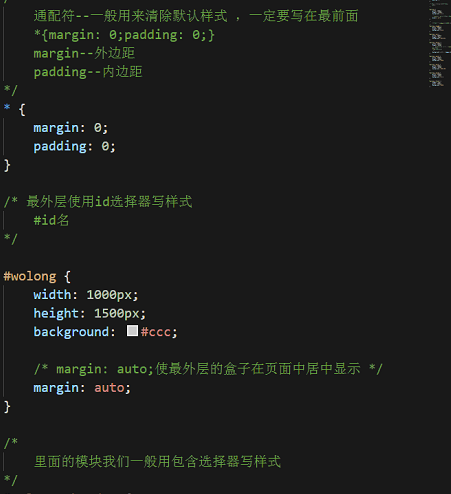 通配符--一般用来清除默认样式 , 一定要写在最前面
*{margin: 0;padding: 0;}
margin--外边距
padding--内边距
*/
* {
margin: 0;
padding: 0;
}
/* 最外层使用id选择器写样式
#id名
*/
#wolong {
width: 1000px;
height: 1500px;
background: #ccc;
/* margin: auto;使最外层的盒子在页面中居中显示 */
margin: auto;
}
/*
里面的模块我们一般用包含选择器写样式
*/